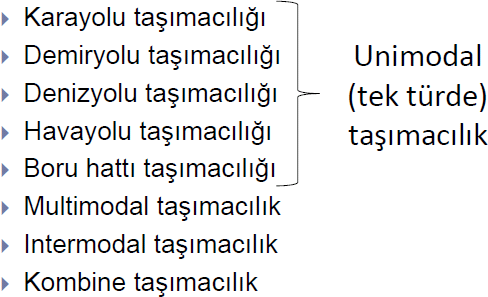 Karayolu taşımacılığı
Demiryolu taşımacılığı
Denizyolu taşımacılığı
Havayolu taşımacılığı
Boru hattı taşımacılığı
Multimodal taşımacılık
Intermodal taşımacılık
Kombine taşımacılık
Unimodal
(tek türde)
taşımacılık